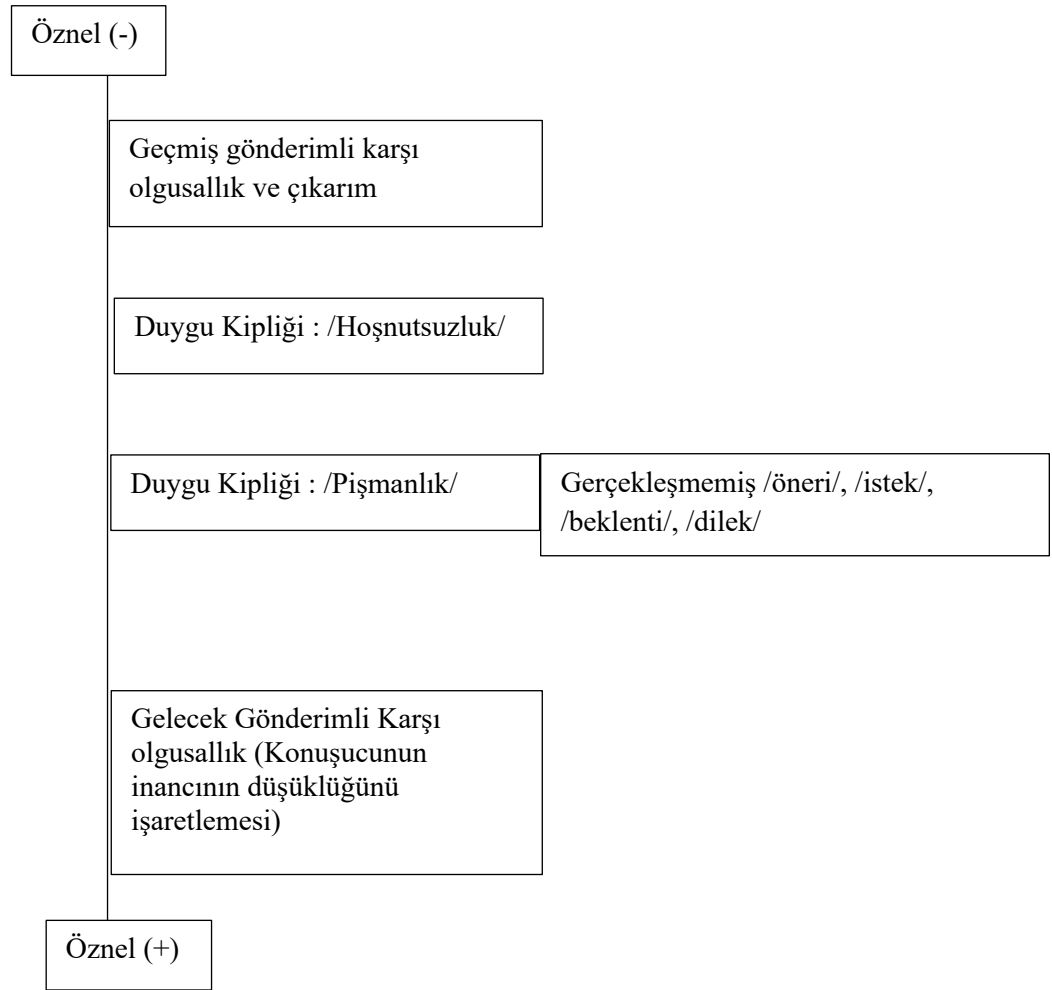 Öznel (-)
Geçmiş gönderimli karşı
olgusallık ve çıkarım
Duygu Kipliği : /Hoşnutsuzluk/
Duygu Kipliği : /Pişmanlık/
Gerçekleşmemiş /öneri/, /istek/,
/beklenti/, /dilek/
Gelecek Gönderimli Karşı
olgusallık (Konuşucunun
inancının düşüklüğünü
işaretlemesi)
Öznel (+)